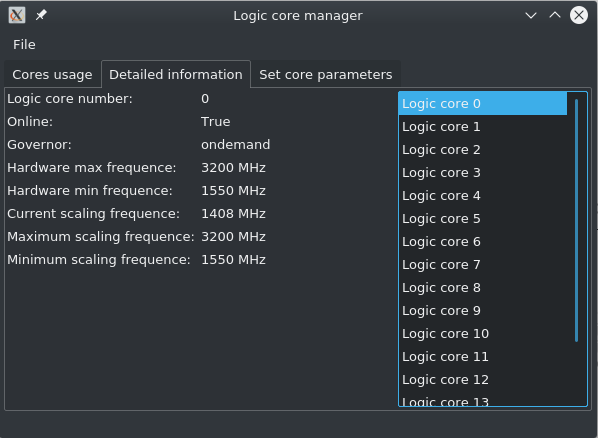 Logic core manager
File
Cores usage Detailed information Set core parameters
Logic core number: 0
Online: True
Governor: ondemand
Hardware max frequence: 3200 MHz
Hardware min frequence: 1550 MHz
Current scaling frequence: 1408 MHz
Maximum scaling frequence: 3200 MHz
Minimum scaling frequence: 1550 MHz
Logic core 0
Logic core 1
Logic core 2
Logic core 3
Logic core 4
Logic core 5
Logic core 6
Logic core 7
Logic core 8
Logic core 9
Logic core 10
Logic core 11
Logic core 12
Logic core 13